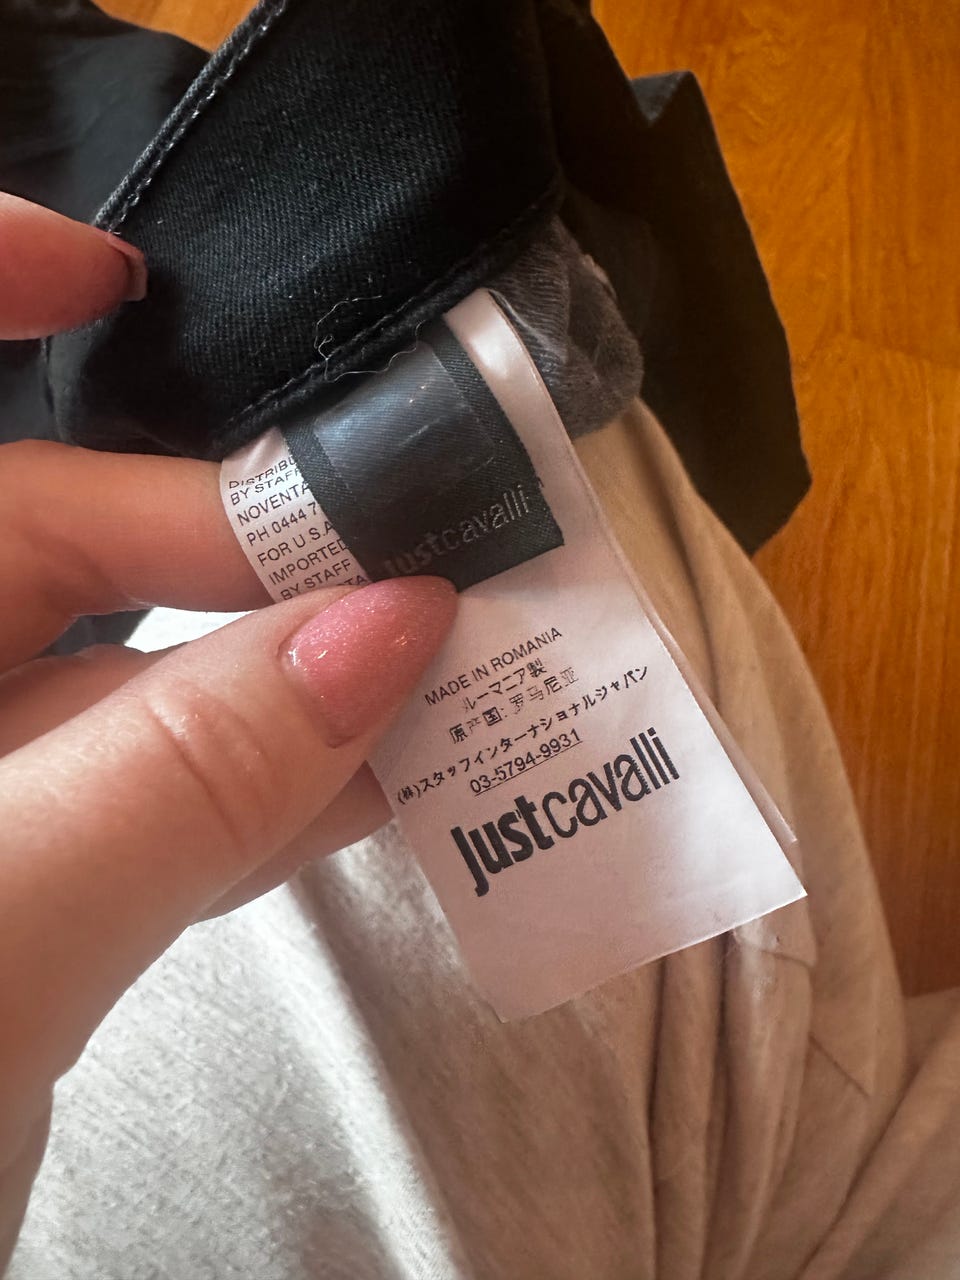 DISTRIBU
BY STAFF
NOVENTA
PH 0444 7
FOR U.S.A
IMPORTED
BY STAFF
justcavalli
MADE IN ROMANIA
ルーマニア製
原产国: 罗马尼亚
(株)スタッフインターナショナルジャパン
03-5794-9931
justcavalli